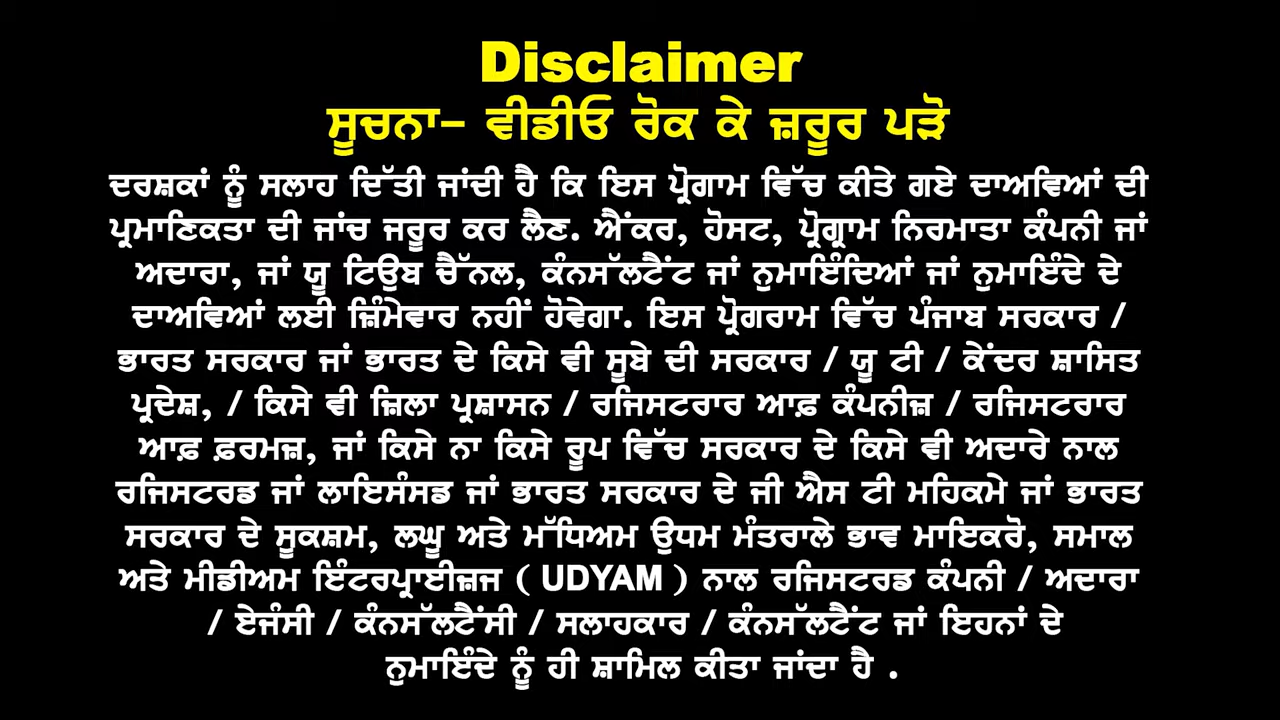 Disclaimer
ਸੂਚਨਾ- ਵੀਡੀਓ ਰੋਕ ਕੇ ਜ਼ਰੂਰ ਪੜੋ
ਦਰਸ਼ਕਾਂ ਨੂੰ ਸਲਾਹ ਦਿੱਤੀ ਜਾਂਦੀ ਹੈ ਕਿ ਇਸ ਪ੍ਰੋਗਾਮ ਵਿੱਚ ਕੀਤੇ ਗਏ ਦਾਅਵਿਆਂ ਦੀ
ਪ੍ਰਮਾਣਿਕਤਾ ਦੀ ਜਾਂਚ ਜਰੂਰ ਕਰ ਲੈਣ. ਐਂਕਰ, ਹੋਸਟ, ਪ੍ਰੋਗ੍ਰਾਮ ਨਿਰਮਾਤਾ ਕੰਪਨੀ ਜਾਂ
ਅਦਾਰਾ, ਜਾਂ ਯੂ ਟਿਊਬ ਚੈੱਨਲ, ਕੰਨਸੱਲਟੈਂਟ ਜਾਂ ਨੁਮਾਇੰਦਿਆਂ ਜਾਂ ਨੁਮਾਇੰਦੇ ਦੇ
ਦਾਅਵਿਆਂ ਲਈ ਜ਼ਿੰਮੇਵਾਰ ਨਹੀਂ ਹੋਵੇਗਾ. ਇਸ ਪ੍ਰੋਗਰਾਮ ਵਿੱਚ ਪੰਜਾਬ ਸਰਕਾਰ /
ਭਾਰਤ ਸਰਕਾਰ ਜਾਂ ਭਾਰਤ ਦੇ ਕਿਸੇ ਵੀ ਸੂਬੇ ਦੀ ਸਰਕਾਰ / ਯੂ ਟੀ / ਕੇਂਦਰ ਸ਼ਾਸਿਤ
ਪ੍ਰਦੇਸ਼, / ਕਿਸੇ ਵੀ ਜ਼ਿਲਾ ਪ੍ਰਸ਼ਾਸਨ / ਰਜਿਸਟਰਾਰ ਆਫ਼ ਕੰਪਨੀਜ਼ / ਰਜਿਸਟਰਾਰ
ਆਫ਼ ਫ਼ਰਮਜ਼, ਜਾਂ ਕਿਸੇ ਨਾ ਕਿਸੇ ਰੂਪ ਵਿੱਚ ਸਰਕਾਰ ਦੇ ਕਿਸੇ ਵੀ ਅਦਾਰੇ ਨਾਲ
ਰਜਿਸਟਰਡ ਜਾਂ ਲਾਇਸੰਸਡ ਜਾਂ ਭਾਰਤ ਸਰਕਾਰ ਦੇ ਜੀ ਐਸ ਟੀ ਮਹਿਕਮੇ ਜਾਂ ਭਾਰਤ
ਸਰਕਾਰ ਦੇ ਸੂਕਸ਼ਮ, ਲਘੂ ਅਤੇ ਮੱਧਿਅਮ ਉਧਮ ਮੰਤਰਾਲੇ ਭਾਵ ਮਾਇਕਰੋ, ਸਮਾਲ
ਅਤੇ ਮੀਡੀਅਮ ਇੰਟਰਪ੍ਰਾਈਜ਼ਜ ( UDYAM ) ਨਾਲ ਰਜਿਸਟਰਡ ਕੰਪਨੀ / ਅਦਾਰਾ
/ ਏਜੰਸੀ / ਕੰਨਸੱਲਟੈਂਸੀ / ਸਲਾਹਕਾਰ / ਕੰਨਸੱਲਟੈਂਟ ਜਾਂ ਇਹਨਾਂ ਦੇ
ਨੁਮਾਇੰਦੇ ਨੂੰ ਹੀ ਸ਼ਾਮਿਲ ਕੀਤਾ ਜਾਂਦਾ ਹੈ .